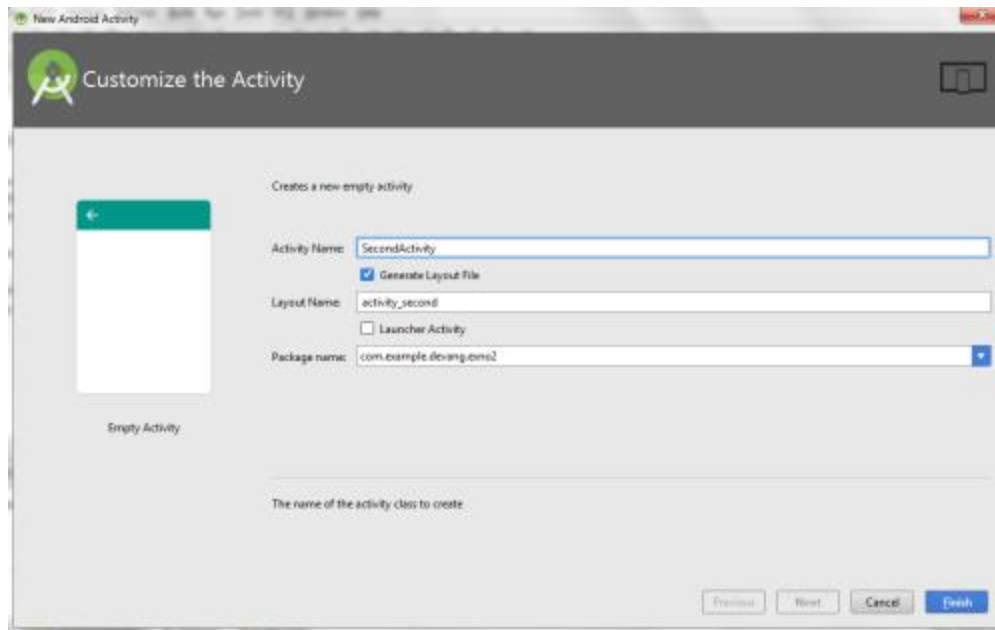 New Android Activity
Customize the Activity
Creates a new empty activity
Activity Name: SecondActivity
Generate Layout File
Layout Name: activity_second
Launcher Activity
Package name: com.example.devang.exno2
Empty Activity
The name of the activity class to create
Previous Next Cancel Finish